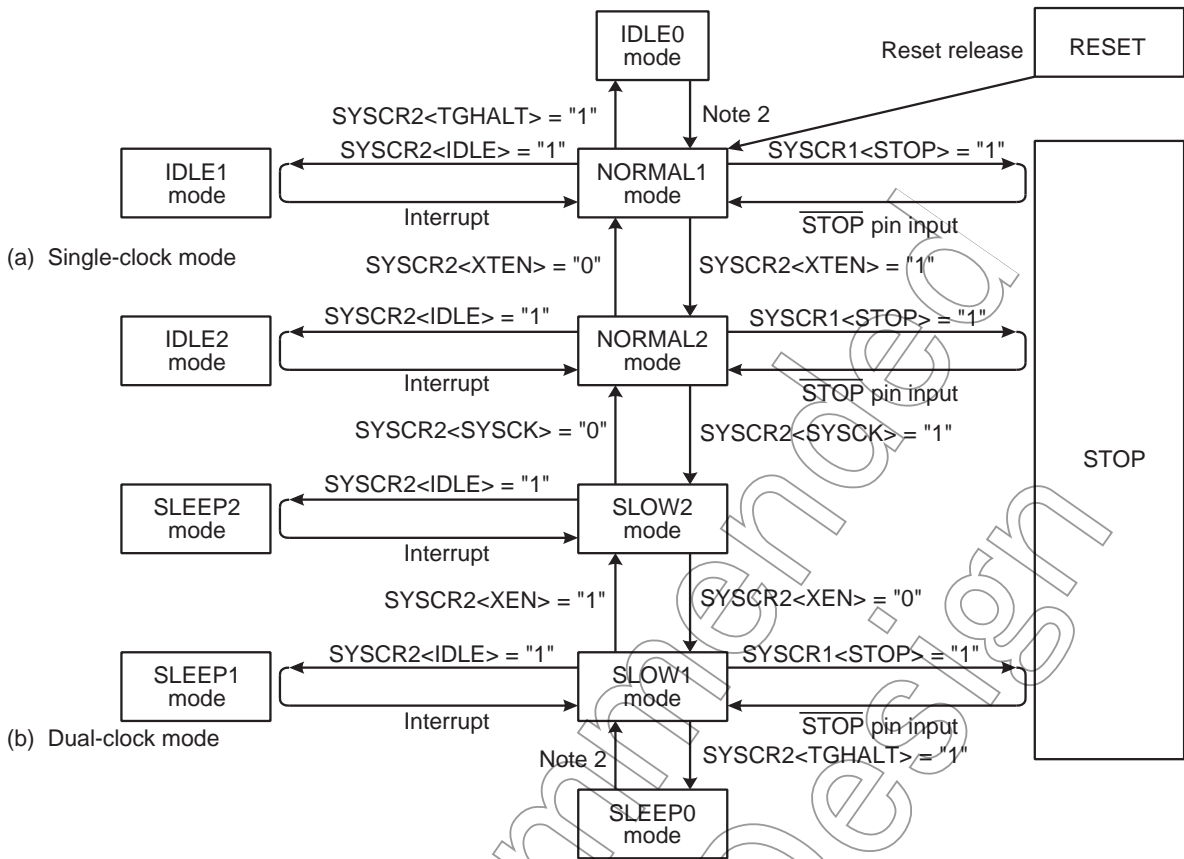 IDLE0
mode
Reset release
RESET
SYSCR2<TGHALT> = "1"
Note 2
SYSCR2<IDLE> = "1"
SYSCR1<STOP> = "1"
IDLE1
mode
NORMAL1
mode
Interrupt
STOP pin input
(a) Single-clock mode
SYSCR2<XTEN> = "0"
SYSCR2<XTEN> = "1"
SYSCR2<IDLE> = "1"
SYSCR1<STOP> = "1"
IDLE2
mode
NORMAL2
mode
Interrupt
STOP pin input
SYSCR2<SYSCK> = "0"
SYSCR2<SYSCK> = "1"
STOP
SYSCR2<IDLE> = "1"
SLEEP2
mode
SLOW2
mode
Interrupt
SYSCR2<XEN> = "1"
SYSCR2<XEN> = "0"
SYSCR2<IDLE> = "1"
SYSCR1<STOP> = "1"
SLEEP1
mode
SLOW1
mode
Interrupt
STOP pin input
(b) Dual-clock mode
Note 2
SYSCR2<TGHALT> = "1"
SLEEP0
mode